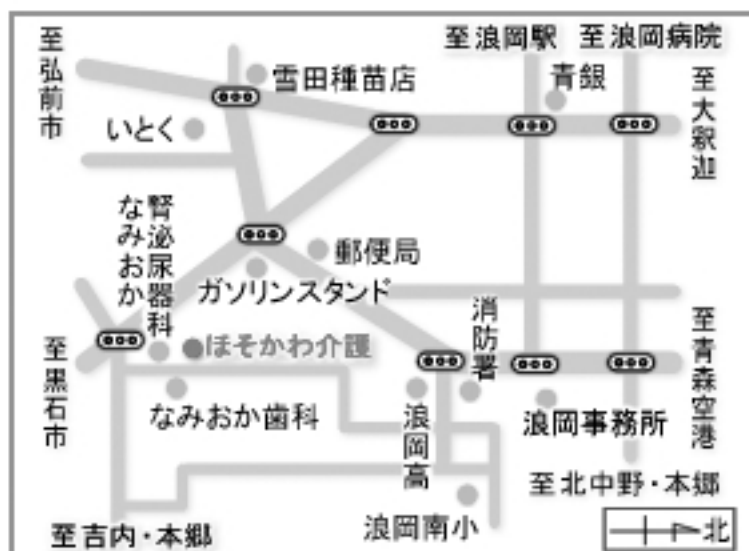 至弘前市
至浪岡駅
至浪岡病院
雪田種苗店
青銀
いとく
至大釈迦
腎泌尿器科
なみおか
郵便局
ガソリンスタンド
消防署
至青森空港
ほそかわ介護
至黒石市
なみおか歯科
浪岡高
浪岡事務所
至北中野・本郷
浪岡南小
至吉内・本郷
北